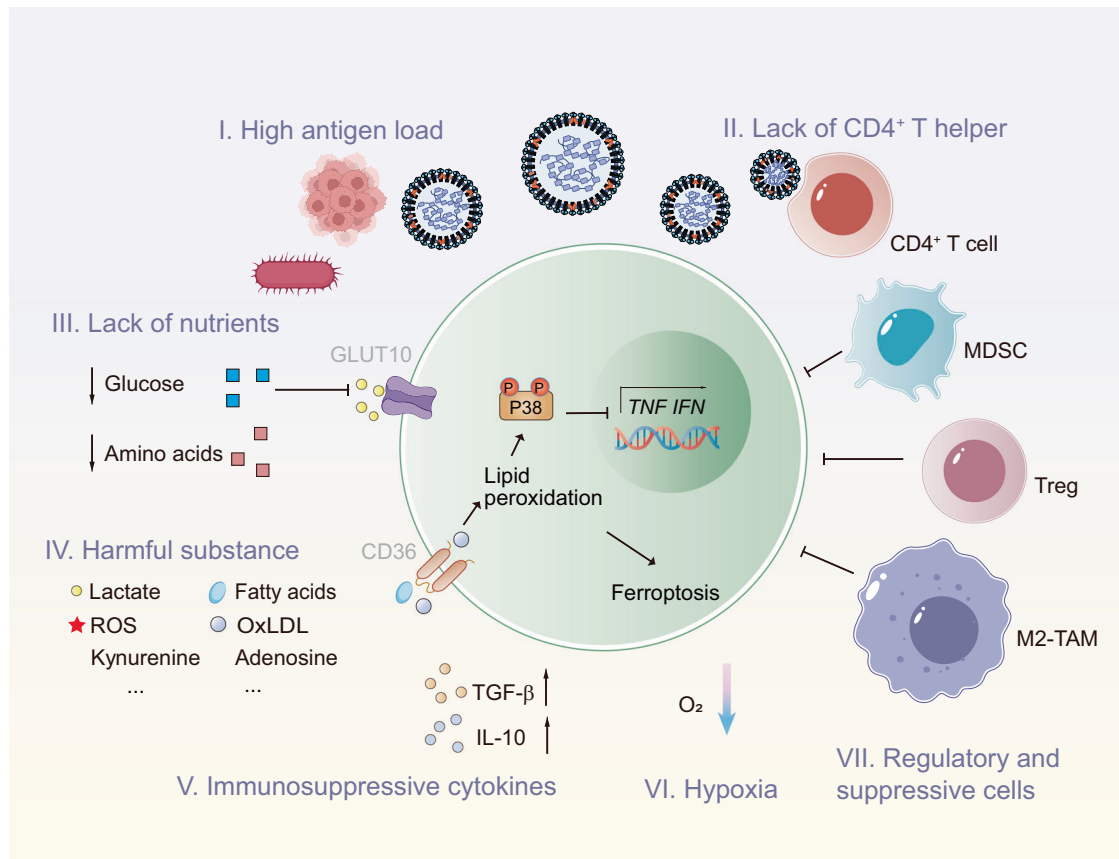 I. High antigen load
II. Lack of CD4⁺ T helper
CD4⁺ T cell
III. Lack of nutrients
GLUT10
MDSC
Glucose
P P
P38
TNF IFN
Amino acids
Lipid
peroxidation
Treg
IV. Harmful substance
CD36
Lactate
Fatty acids
Ferroptosis
ROS
OxLDL
Kynurenine
Adenosine
...
...
M2-TAM
TGF-β
O₂
IL-10
V. Immunosuppressive cytokines
VI. Hypoxia
VII. Regulatory and
suppressive cells